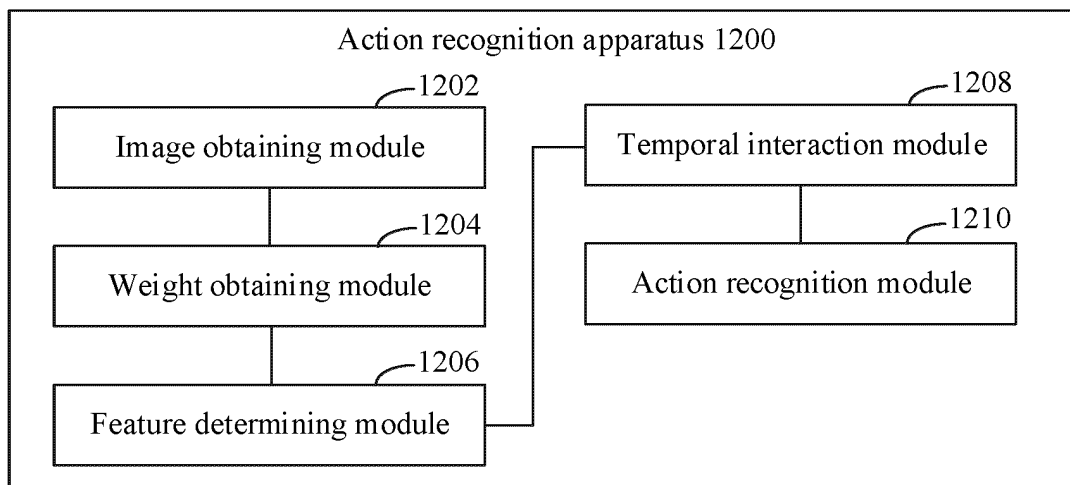 Action recognition apparatus 1200
1202
Image obtaining module
1204
Weight obtaining module
1206
Feature determining module
1208
Temporal interaction module
1210
Action recognition module